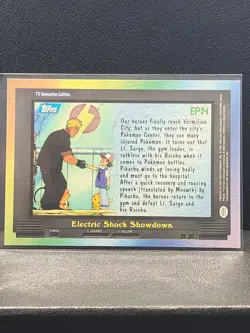 TV Animation Edition
topps
EP14
Our heroes finally reach Vermilion
City, but as they enter the city's
Pokémon Center, they see many
injured Pokémon. It turns out that
Lt. Surge, the gym leader, is
ruthless with his Raichu when it
comes to Pokémon battles.
Pikachu winds up losing badly
and must go to the hospital!
After a quick recovery and rousing
speech (translated by Meowth) by
Pikachu, the heroes return to the
gym and defeat Lt. Surge and
his Raichu.
Electric Shock Showdown